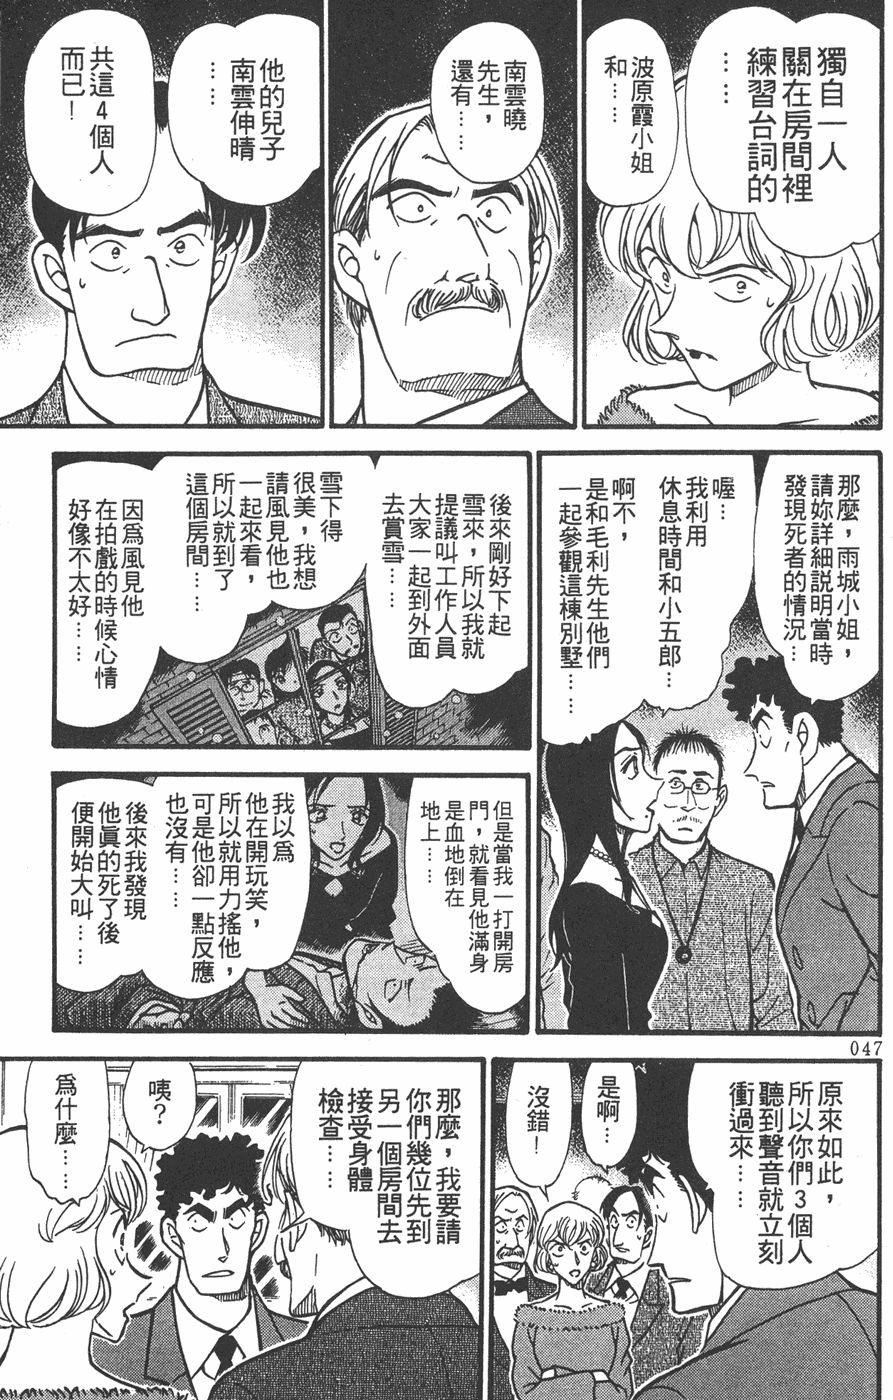 獨自一人
關在房間裡
練習台詞的
……
波原霞小姐
和……
南雲曉
先生，
還有……
他的兒子
南雲伸晴
……
共這4個人
而已！
那麼，雨城小姐，
請妳詳細說明當時
發現死者的情況…
喔…
我利用
休息時間和小五郎…
啊不，
是和毛利先生他們
一起參觀這棟別墅……
後來剛好下起
雪來，所以我就
提議叫工作人員
大家一起到外面
去賞雪……
雪下得
很美，我想
請風見他也
一起來看，
所以就到了
這個房間……
因為風見他
在拍戲的時候心情
好像不太好……
但是當我一打開房
門，就看見他滿身
是血地倒在
地上……
我以為
他在開玩笑，
所以就用力搖他，
可是他卻一點反應
也沒有……
後來我發現
他真的死了後
便開始大叫……
047
原來如此，
所以你們3個人
聽到聲音就立刻
衝過來……
是啊…
沒錯！
那麼，我要請
你們幾位先到
另一個房間去
接受身體
檢查……
咦？
為什麼……